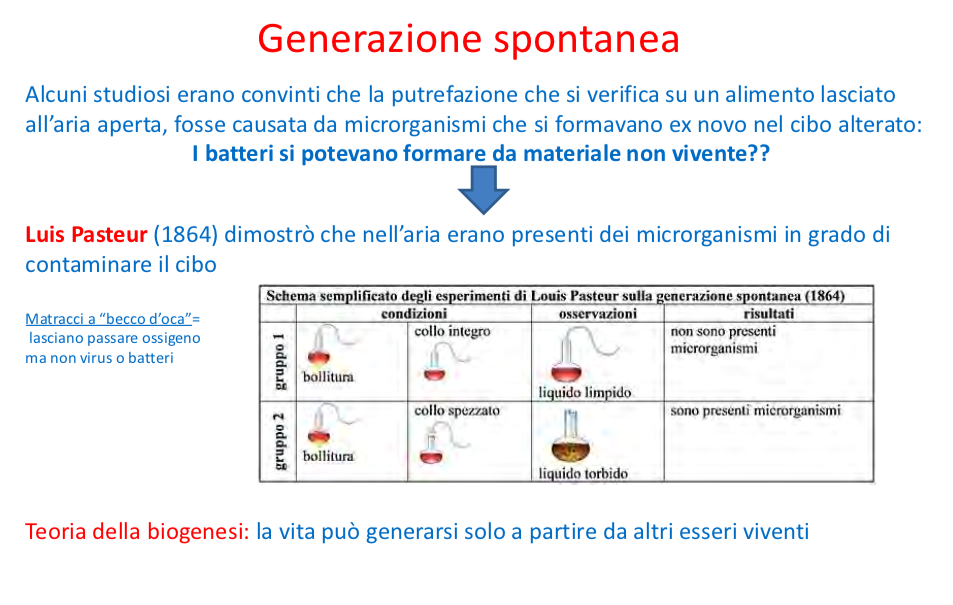 Generazione spontanea
Alcuni studiosi erano convinti che la putrefazione che si verifica su un alimento lasciato
all’aria aperta, fosse causata da microrganismi che si formavano ex novo nel cibo alterato:
I batteri si potevano formare da materiale non vivente??
Luis Pasteur (1864) dimostrò che nell’aria erano presenti dei microrganismi in grado di
contaminare il cibo
Matracci a “becco d’oca”=
lasciano passare ossigeno
ma non virus o batteri
Schema semplificato degli esperimenti di Louis Pasteur sulla generazione spontanea (1864)
condizioni osservazioni risultati
gruppo 1
bollitura
collo integro
liquido limpido
non sono presenti
microrganismi
gruppo 2
bollitura
collo spezzato
liquido torbido
sono presenti microrganismi
Teoria della biogenesi: la vita può generarsi solo a partire da altri esseri viventi